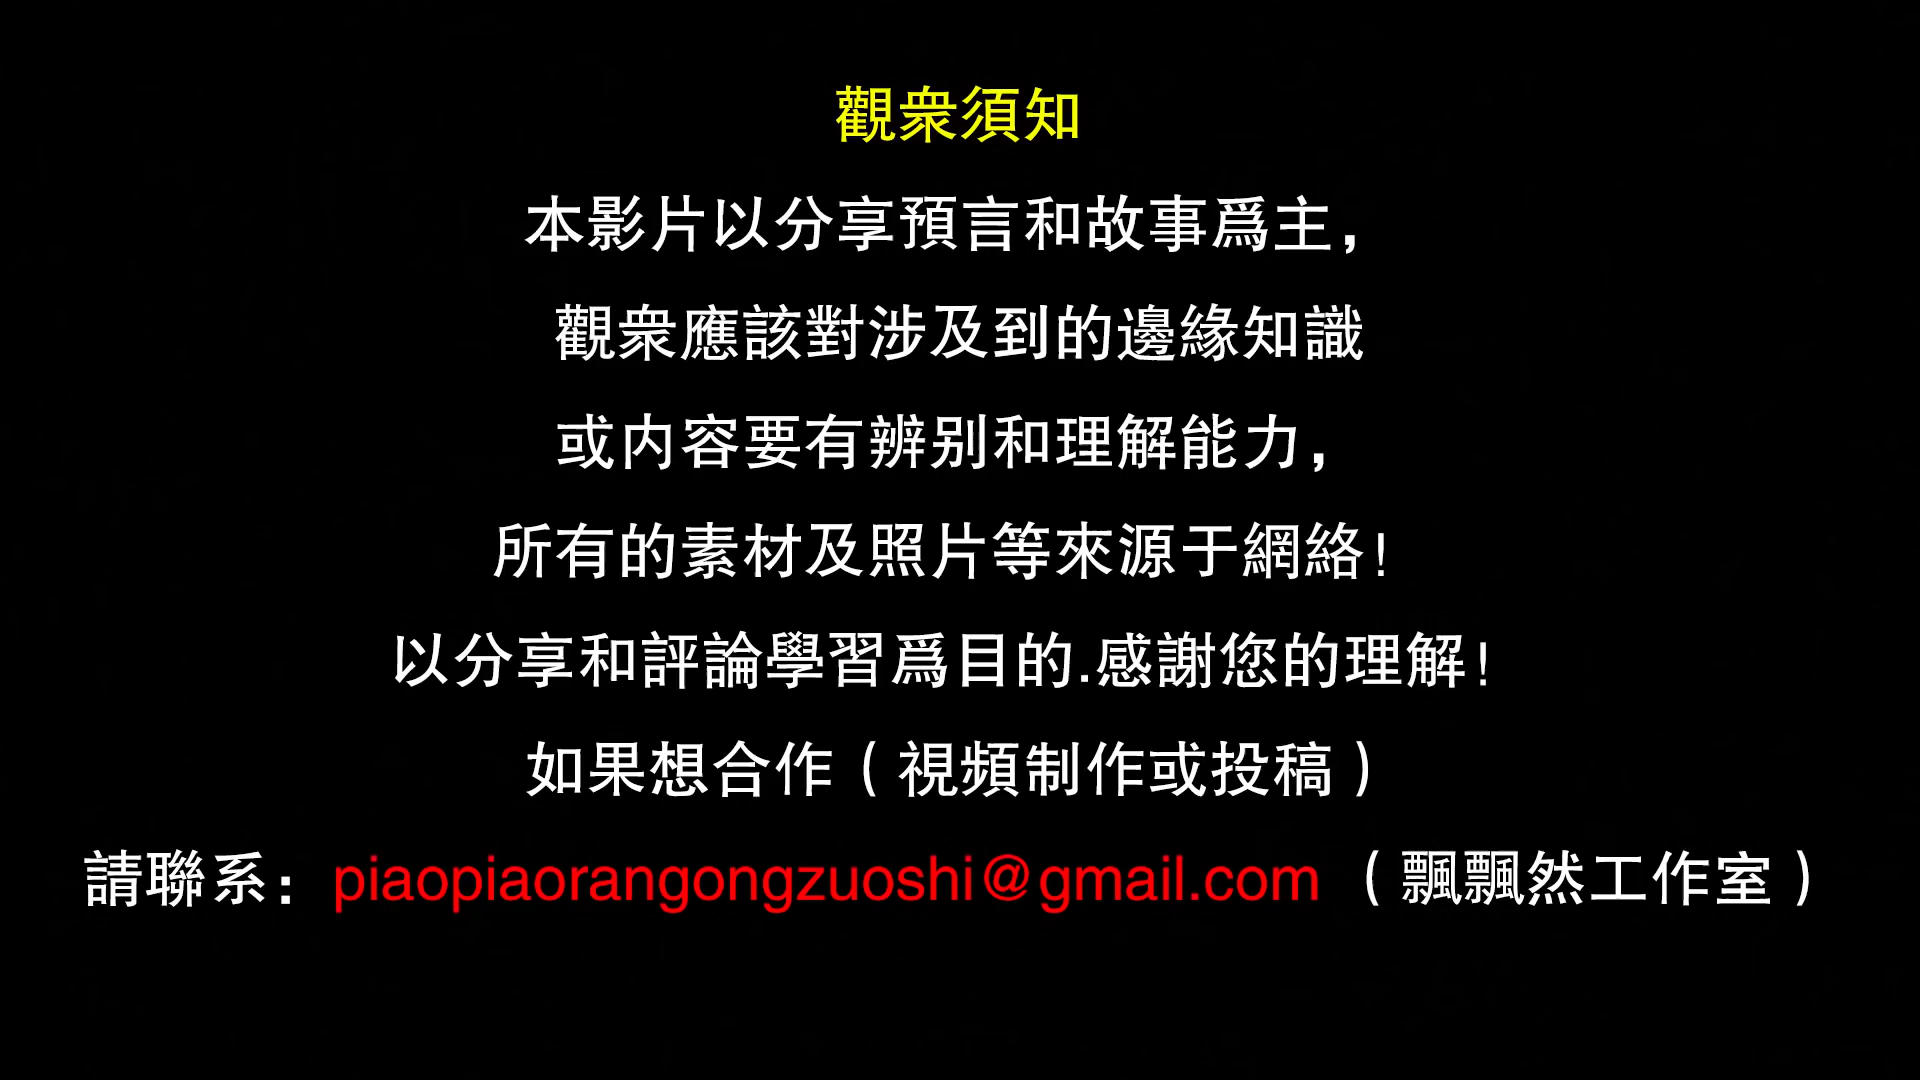 觀衆須知
本影片以分享預言和故事爲主，
觀衆應該對涉及到的邊緣知識
或内容要有辨别和理解能力，
所有的素材及照片等來源于網絡！
以分享和評論學習爲目的.感謝您的理解！
如果想合作（視頻制作或投稿）
請聯系：piaopiaorangongzuoshi@gmail.com（飄飄然工作室）